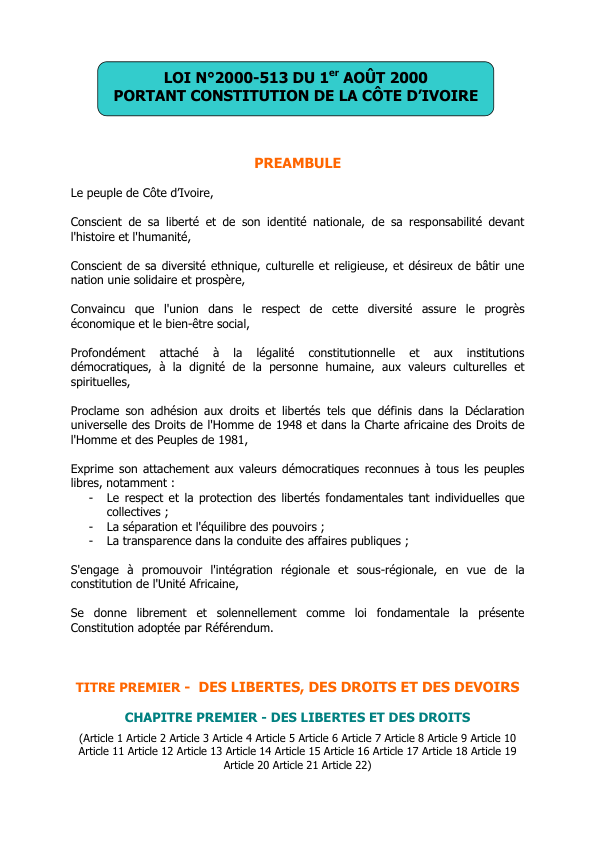 LOI N°2000-513 DU 1er AOÛT 2000
PORTANT CONSTITUTION DE LA CÔTE D’IVOIRE
PREAMBULE
Le peuple de Côte d’Ivoire,
Conscient de sa liberté et de son identité nationale, de sa responsabilité devant
l'histoire et l'humanité,
Conscient de sa diversité ethnique, culturelle et religieuse, et désireux de bâtir une
nation unie solidaire et prospère,
Convaincu que l'union dans le respect de cette diversité assure le progrès
économique et le bien-être social,
Profondément attaché à la légalité constitutionnelle et aux institutions
démocratiques, à la dignité de la personne humaine, aux valeurs culturelles et
spirituelles,
Proclame son adhésion aux droits et libertés tels que définis dans la Déclaration
universelle des Droits de l'Homme de 1948 et dans la Charte africaine des Droits de
l'Homme et des Peuples de 1981,
Exprime son attachement aux valeurs démocratiques reconnues à tous les peuples
libres, notamment :
- Le respect et la protection des libertés fondamentales tant individuelles que
collectives ;
- La séparation et l'équilibre des pouvoirs ;
- La transparence dans la conduite des affaires publiques ;
S'engage à promouvoir l'intégration régionale et sous-régionale, en vue de la
constitution de l'Unité Africaine,
Se donne librement et solennellement comme loi fondamentale la présente
Constitution adoptée par Référendum.
TITRE PREMIER - DES LIBERTES, DES DROITS ET DES DEVOIRS
CHAPITRE PREMIER - DES LIBERTES ET DES DROITS
(Article 1 Article 2 Article 3 Article 4 Article 5 Article 6 Article 7 Article 8 Article 9 Article 10
Article 11 Article 12 Article 13 Article 14 Article 15 Article 16 Article 17 Article 18 Article 19
Article 20 Article 21 Article 22)